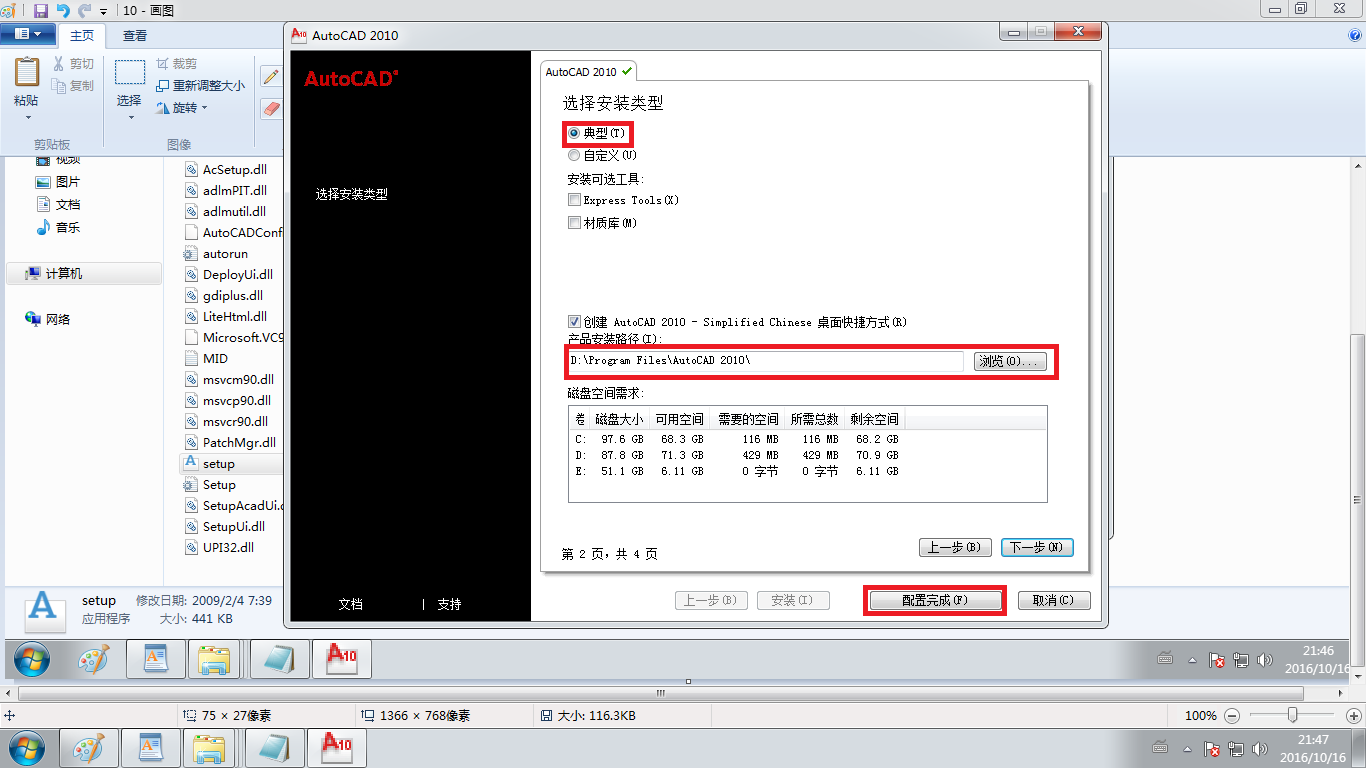 10 - 画图
主页
查看
粘贴
剪切
复制
剪贴板
选择
裁剪
重新调整大小
旋转
图像
视频
图片
文档
音乐
计算机
网络
AcSetup.dll
adlmPIT.dll
adlmutil.dll
AutoCADConf
autorun
DeployUi.dll
gdiplus.dll
LiteHtml.dll
Microsoft.VC9
MID
msvcm90.dll
msvcp90.dll
msvcr90.dll
PatchMgr.dll
setup
Setup
SetupAcadUi.d
SetupUi.dll
UPI32.dll
setup 修改日期: 2009/2/4 7:39
应用程序 大小: 441 KB
AutoCAD 2010
AutoCAD
选择安装类型
文档 | 支持
AutoCAD 2010
选择安装类型
典型(T)
自定义(U)
安装可选工具:
Express Tools(X)
材质库(M)
创建 AutoCAD 2010 - Simplified Chinese 桌面快捷方式(R)
产品安装路径(I):
D:\Program Files\AutoCAD 2010\ 浏览(O)...
磁盘空间需求:
卷 磁盘大小 可用空间 需要的空间 所需总数 剩余空间
C: 97.6 GB 68.3 GB 116 MB 116 MB 68.2 GB
D: 87.8 GB 71.3 GB 429 MB 429 MB 70.9 GB
E: 51.1 GB 6.11 GB 0 字节 0 字节 6.11 GB
第 2 页，共 4 页
上一步(B) 下一步(N)
上一步(B) 安装(I) 配置完成(F) 取消(C)
A10
21:46
2016/10/16
75 × 27像素 1366 × 768像素 大小: 116.3KB 100%
A10
21:47
2016/10/16